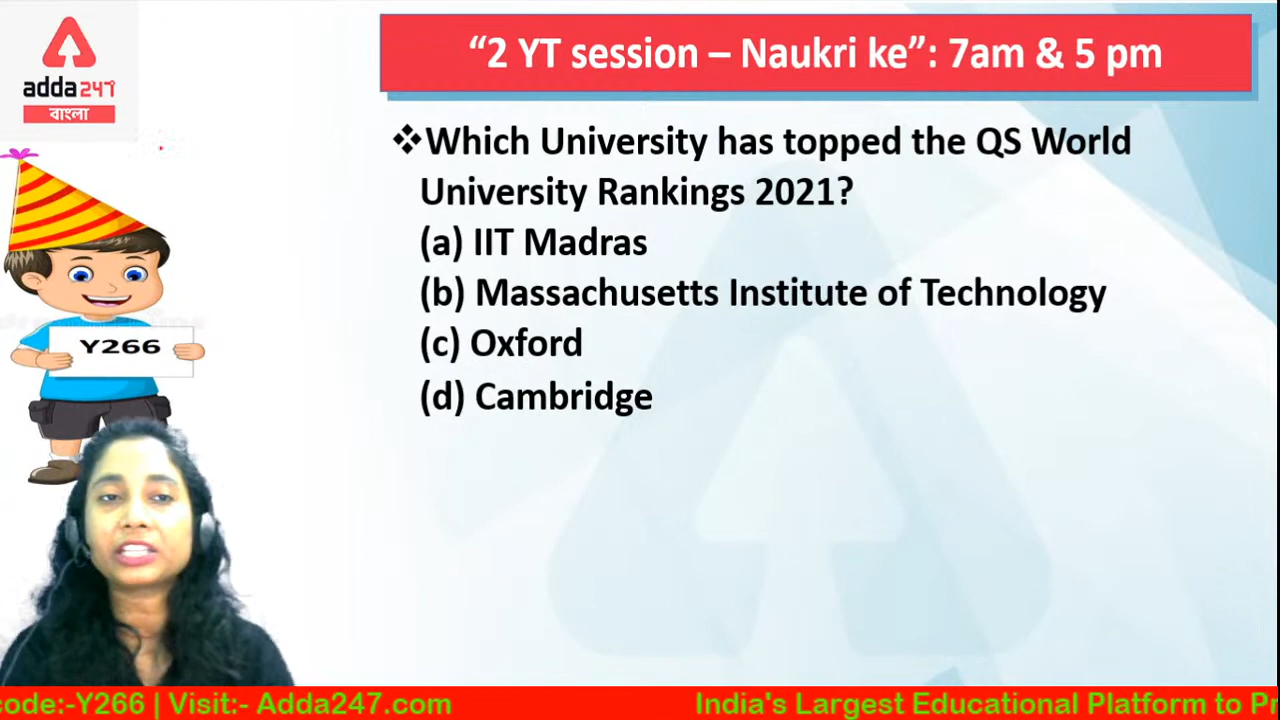 adda247
বাংলা
“2 YT session – Naukri ke”: 7am & 5 pm
❖Which University has topped the QS World
University Rankings 2021?
(a) IIT Madras
(b) Massachusetts Institute of Technology
(c) Oxford
(d) Cambridge
Y266
code:-Y266 | Visit:- Adda247.com
India's Largest Educational Platform to Pr